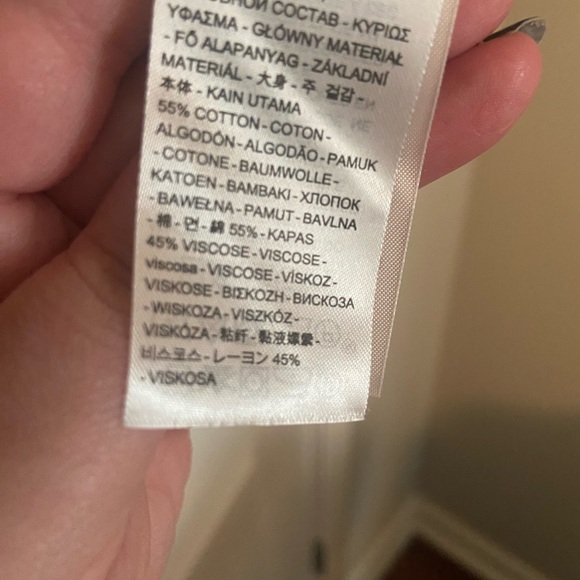 СОСТАВ - ΚΥΡΙΩΣ
ΥΦΑΣΜΑ - GŁÓWNY MATERIAŁ
- FŐ ALAPANYAG - ZÁKLADNÍ
MATERIÁL - 大身 - 주 겉감 -
本体 - KAIN UTAMA
55% COTTON - COTON -
ALGODÓN - ALGODÃO - PAMUK
- COTONE - BAUMWOLLE -
KATOEN - BAMBAKI - ХЛОПОК
- BAWEŁNA - PAMUT - BAVLNA
- 棉 - 면 - 綿 55% - KAPAS
45% VISCOSE - VISCOSE -
viscosa - VISCOSE - VİSKOZ -
VISKOSE - ΒΙΣΚΟΖΗ - ВИСКОЗА
- WISKOZA - VISZKÓZ -
VISKÓZA - 粘纤 - 黏液嫘縈 -
비스코스 - レーヨン 45%
- VISKOSA